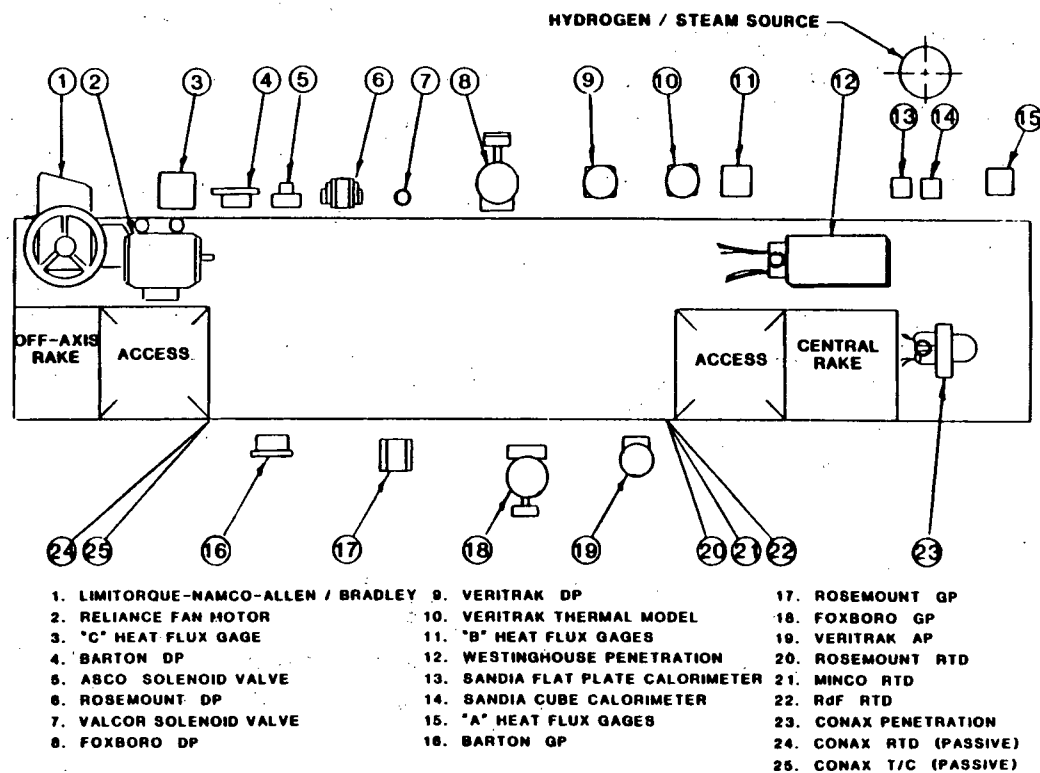 HYDROGEN / STEAM SOURCE
1 2 3 4 5 6 7 8 9 10 11 12 13 14 15
OFF-AXIS
RAKE
ACCESS
ACCESS
CENTRAL
RAKE
24 25 16 17 18 19 20 21 22 23
1. LIMITORQUE-NAMCO-ALLEN / BRADLEY
2. RELIANCE FAN MOTOR
3. "C" HEAT FLUX GAGE
4. BARTON DP
5. ASCO SOLENOID VALVE
6. ROSEMOUNT DP
7. VALCOR SOLENOID VALVE
8. FOXBORO DP
9. VERITRAK DP
10. VERITRAK THERMAL MODEL
11. "B" HEAT FLUX GAGES
12. WESTINGHOUSE PENETRATION
13. SANDIA FLAT PLATE CALORIMETER
14. SANDIA CUBE CALORIMETER
15. "A" HEAT FLUX GAGES
16. BARTON GP
17. ROSEMOUNT GP
18. FOXBORO GP
19. VERITRAK AP
20. ROSEMOUNT RTD
21. MINCO RTD
22. RdF RTD
23. CONAX PENETRATION
24. CONAX RTD (PASSIVE)
25. CONAX T/C (PASSIVE)